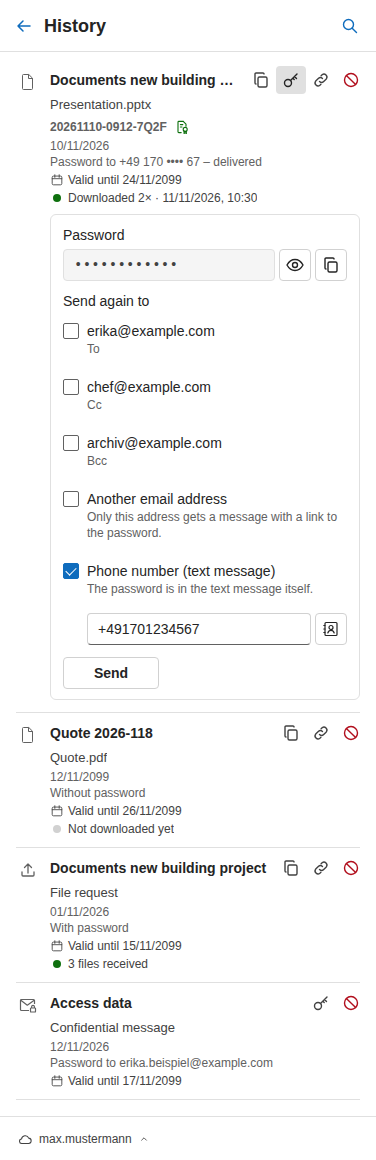 History
Documents new building …
Presentation.pptx
20261110-0912-7Q2F
10/11/2026
Password to +49 170 •••• 67 – delivered
Valid until 24/11/2099
Downloaded 2× · 11/11/2026, 10:30
Password
••••••••••••
Send again to
erika@example.com
To
chef@example.com
Cc
archiv@example.com
Bcc
Another email address
Only this address gets a message with a link to
the password.
Phone number (text message)
The password is in the text message itself.
+491701234567
Send
Quote 2026-118
Quote.pdf
12/11/2099
Without password
Valid until 26/11/2099
Not downloaded yet
Documents new building project
File request
01/11/2026
With password
Valid until 15/11/2099
3 files received
Access data
Confidential message
12/11/2026
Password to erika.beispiel@example.com
Valid until 17/11/2099
max.mustermann